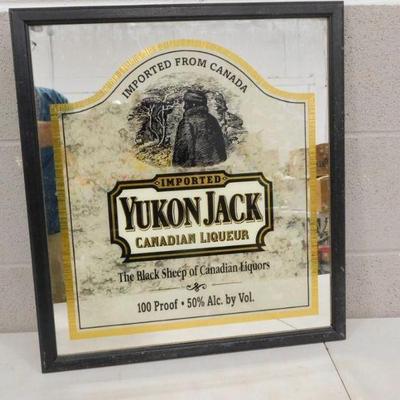 IMPORTED FROM CANADA
IMPORTED
YUKON JACK
CANADIAN LIQUEUR
The Black Sheep of Canadian Liquors
100 Proof • 50% Alc. by Vol.